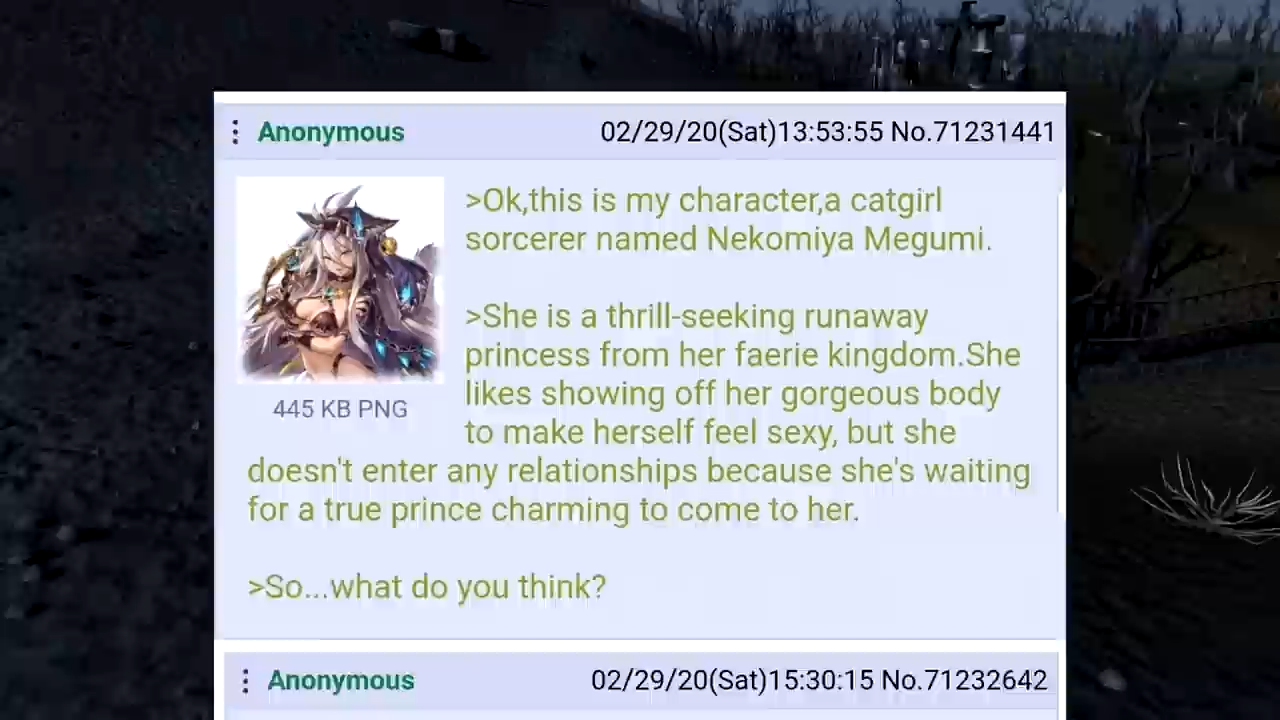 Anonymous 02/29/20(Sat)13:53:55 No.71231441
>Ok,this is my character,a catgirl
sorcerer named Nekomiya Megumi.
>She is a thrill-seeking runaway
princess from her faerie kingdom.She
likes showing off her gorgeous body
to make herself feel sexy, but she
445 KB PNG
doesn't enter any relationships because she's waiting
for a true prince charming to come to her.
>So...what do you think?
Anonymous 02/29/20(Sat)15:30:15 No.71232642